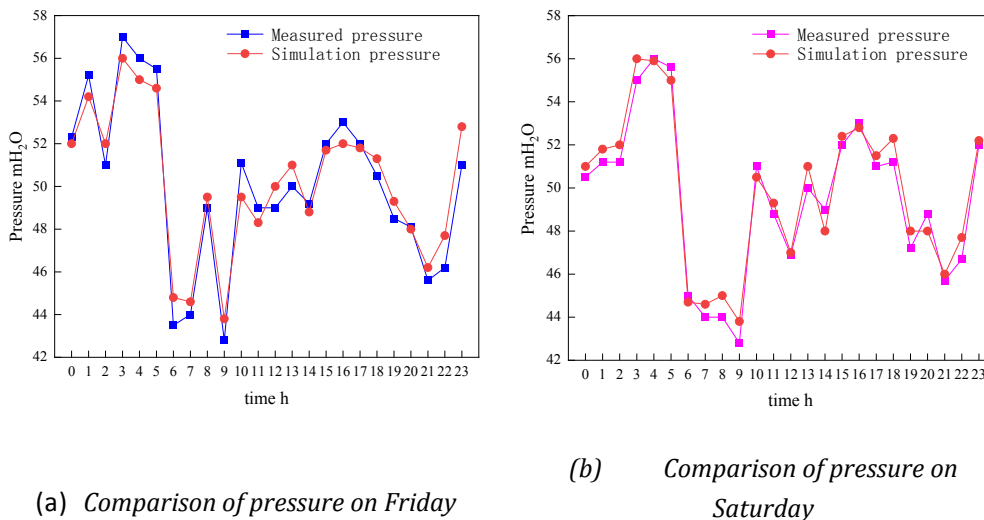 58
56
54
52
50
48
46
44
42
Pressure mH₂O
Measured pressure
Simulation pressure
0 1 2 3 4 5 6 7 8 9 10 11 12 13 14 15 16 17 18 19 20 21 22 23
time h
(a) Comparison of pressure on Friday
58
56
54
52
50
48
46
44
42
Pressure mH₂O
Measured pressure
Simulation pressure
0 1 2 3 4 5 6 7 8 9 10 11 12 13 14 15 16 17 18 19 20 21 22 23
time h
(b) Comparison of pressure on
Saturday